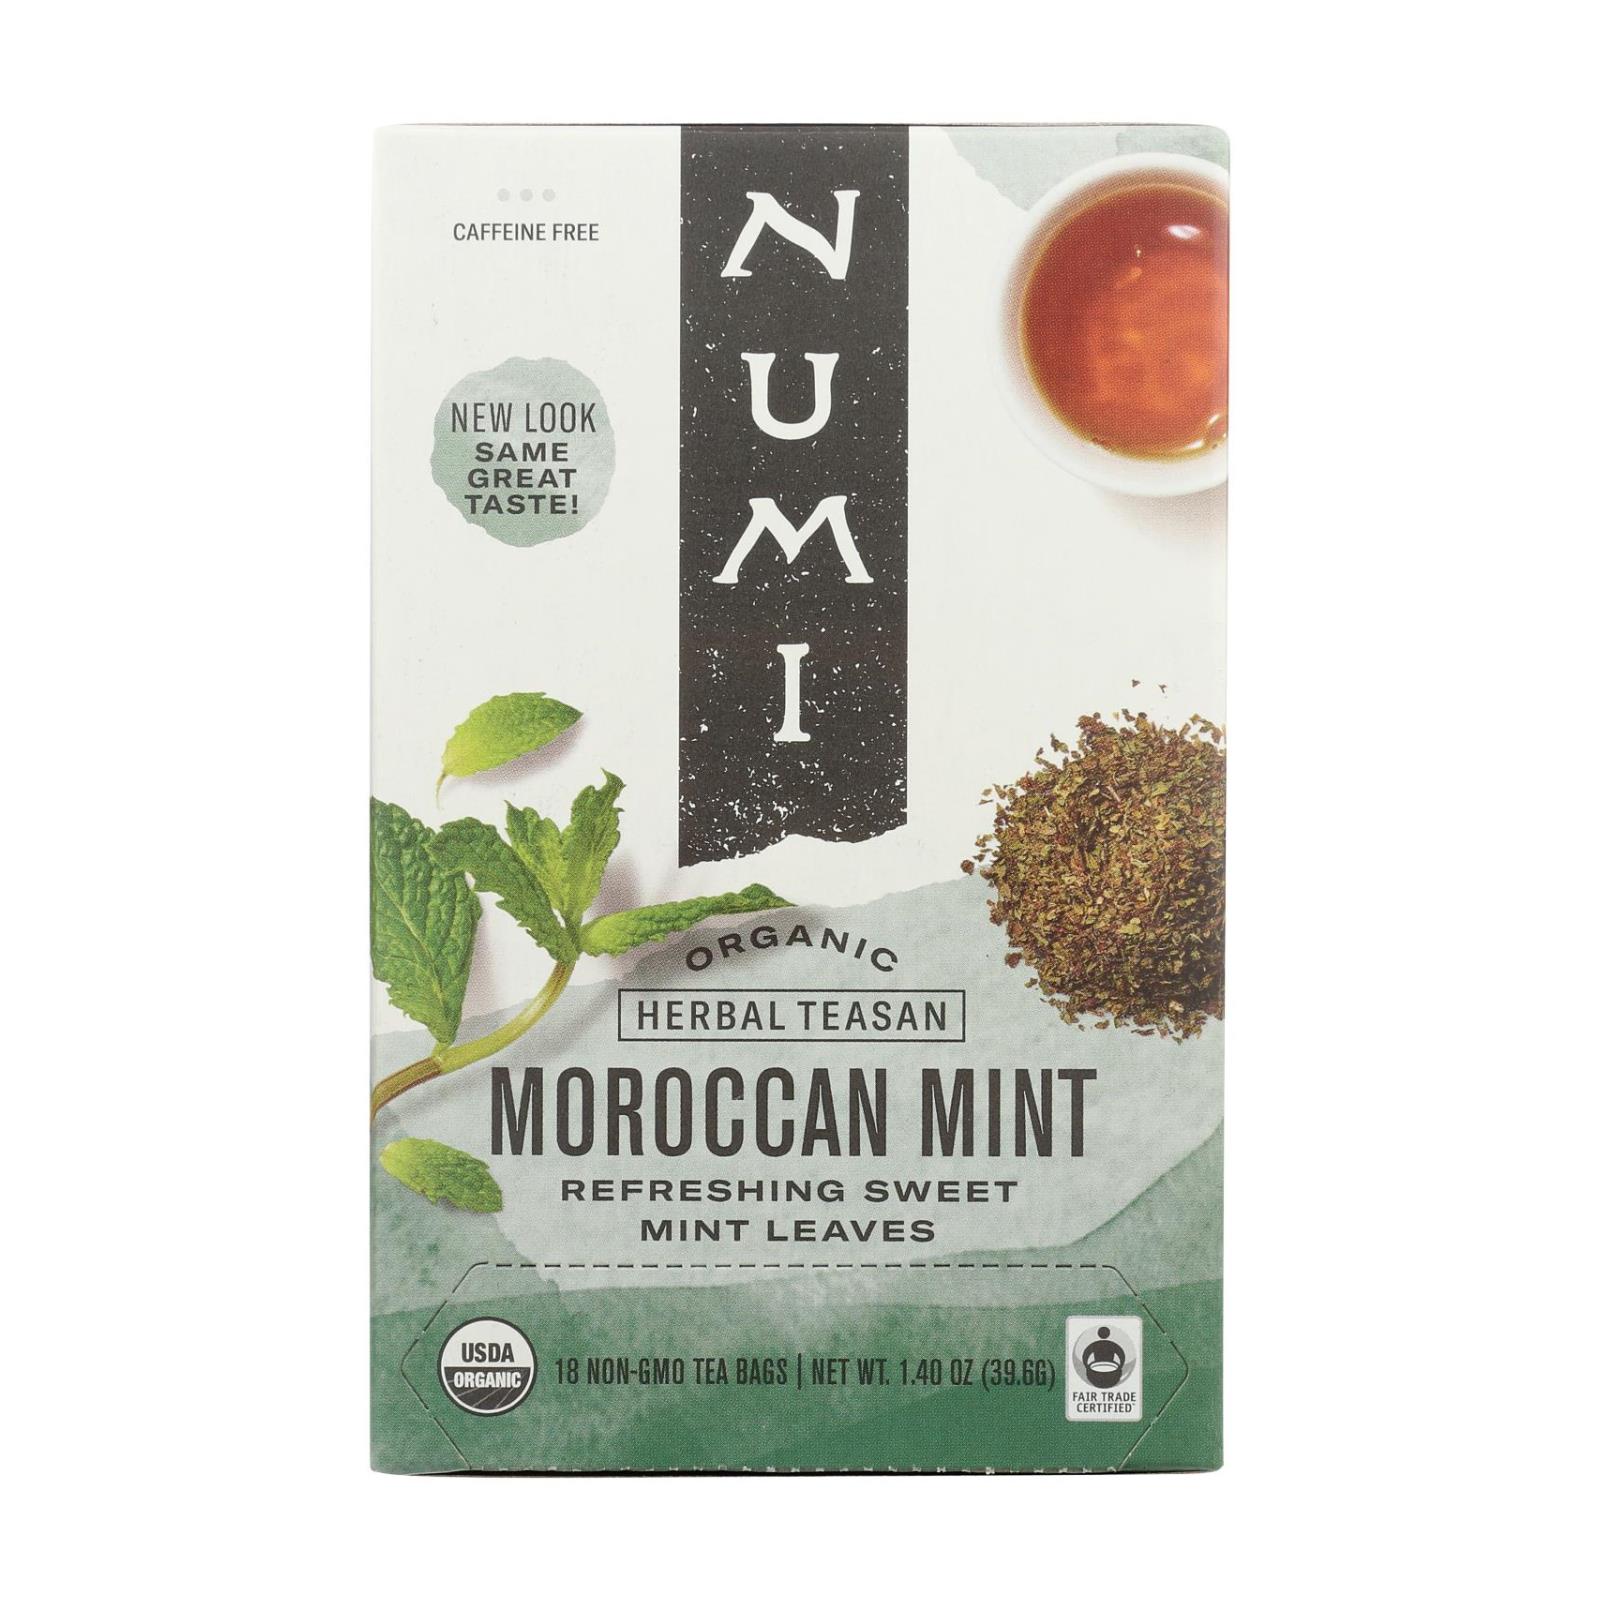 CAFFEINE FREE
NUMI
NEW LOOK
SAME
GREAT
TASTE!
ORGANIC
HERBAL TEASAN
MOROCCAN MINT
REFRESHING SWEET
MINT LEAVES
USDA
ORGANIC
18 NON-GMO TEA BAGS | NET WT. 1.40 OZ (39.6G)
FAIR TRADE
CERTIFIED